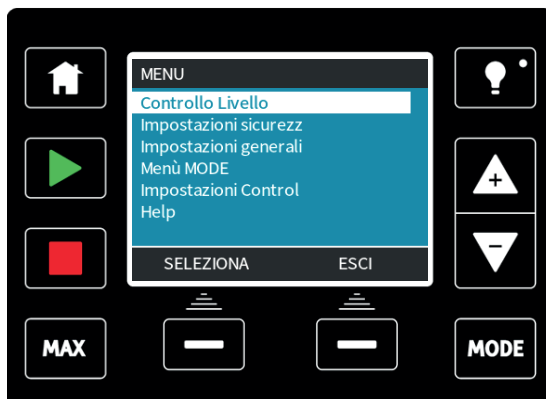 MENU
Controllo Livello
Impostazioni sicurezz
Impostazioni generali
Menù MODE
Impostazioni Control
Help
SELEZIONA ESCI
MAX MODE